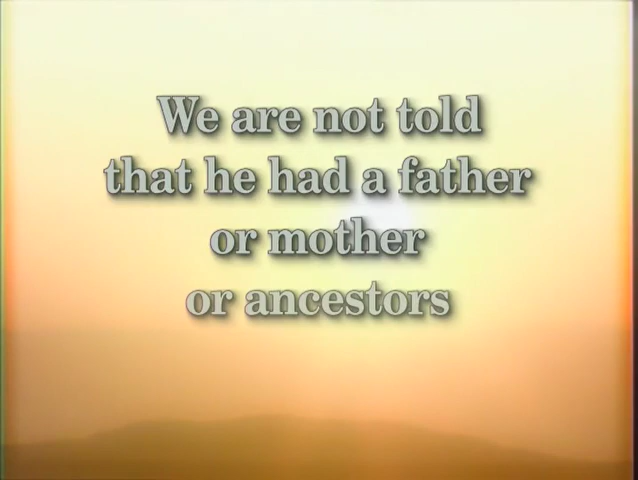 We are not told
that he had a father
or mother
or ancestors